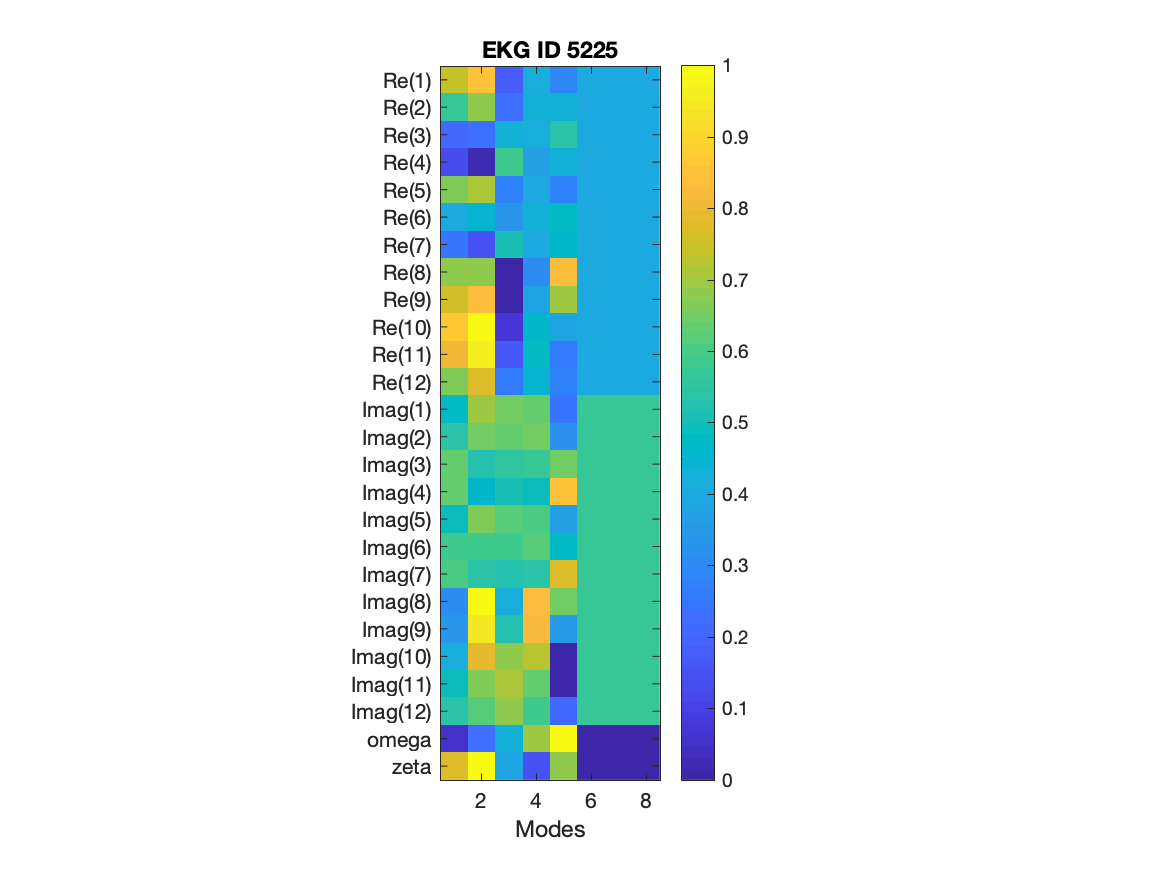 EKG ID 5225
Re(1)
Re(2)
Re(3)
Re(4)
Re(5)
Re(6)
Re(7)
Re(8)
Re(9)
Re(10)
Re(11)
Re(12)
Imag(1)
Imag(2)
Imag(3)
Imag(4)
Imag(5)
Imag(6)
Imag(7)
Imag(8)
Imag(9)
Imag(10)
Imag(11)
Imag(12)
omega
zeta
2 4 6 8
Modes
1
0.9
0.8
0.7
0.6
0.5
0.4
0.3
0.2
0.1
0